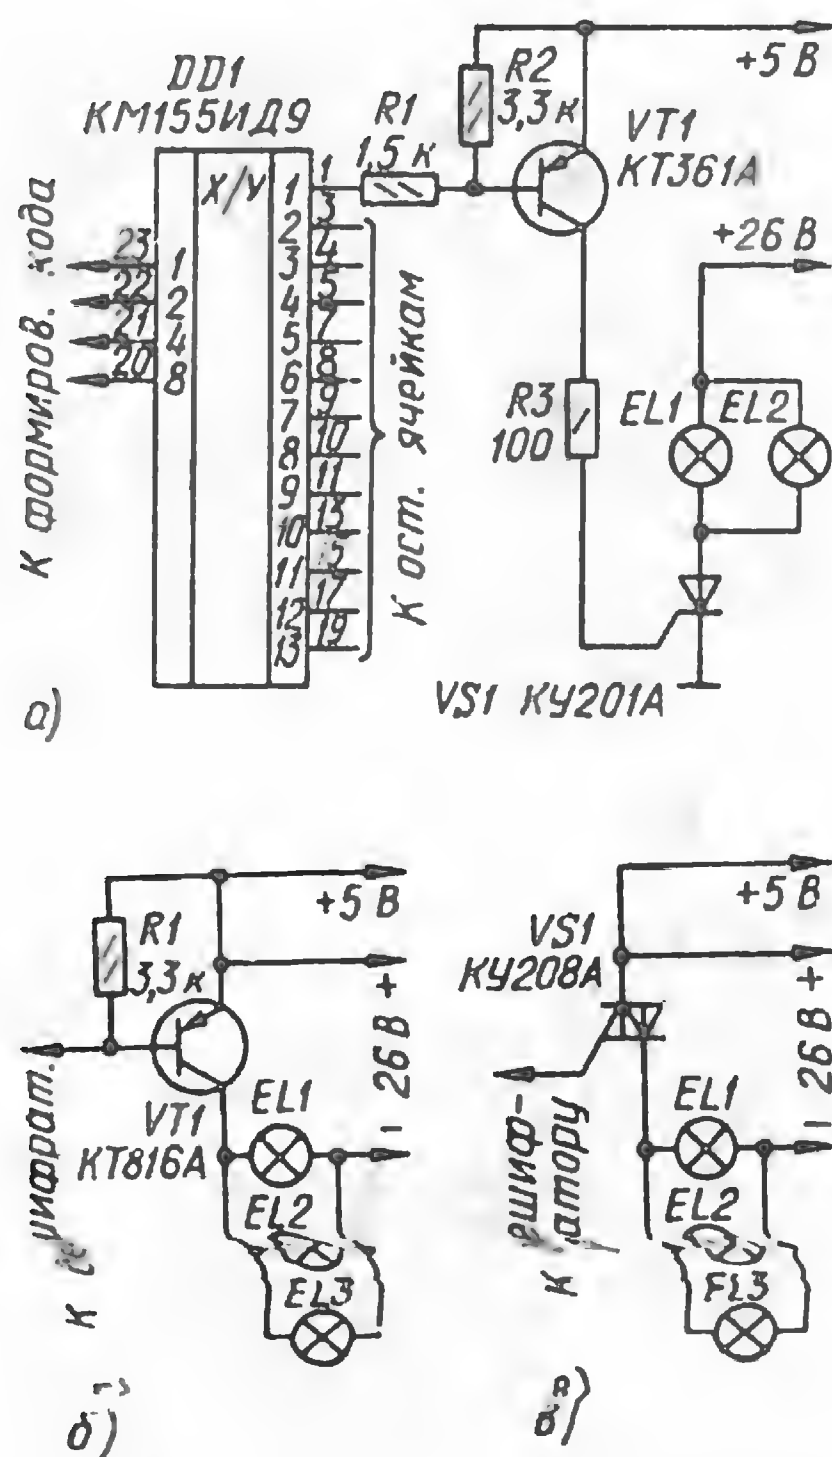 DD1
КМ155ИД9
X/Y
К формиров. кода
23
22
21
20
1
2
4
8
1
2
3
4
5
6
7
8
9
10
11
12
13
1
3
4
5
7
8
9
10
11
13
17
19
К ост. ячейкам
R1
1,5 к
R2
3,3 к
+5 В
VT1
КТ361А
+26 В
R3
100
EL1
EL2
VS1 КУ201А
а)
R1
3,3 к
+5 В
26 В
+
-
VT1
КТ816А
EL1
EL2
EL3
К
б)
VS1
КУ208А
+5 В
26 В
+
-
EL1
EL2
EL3
К
в)